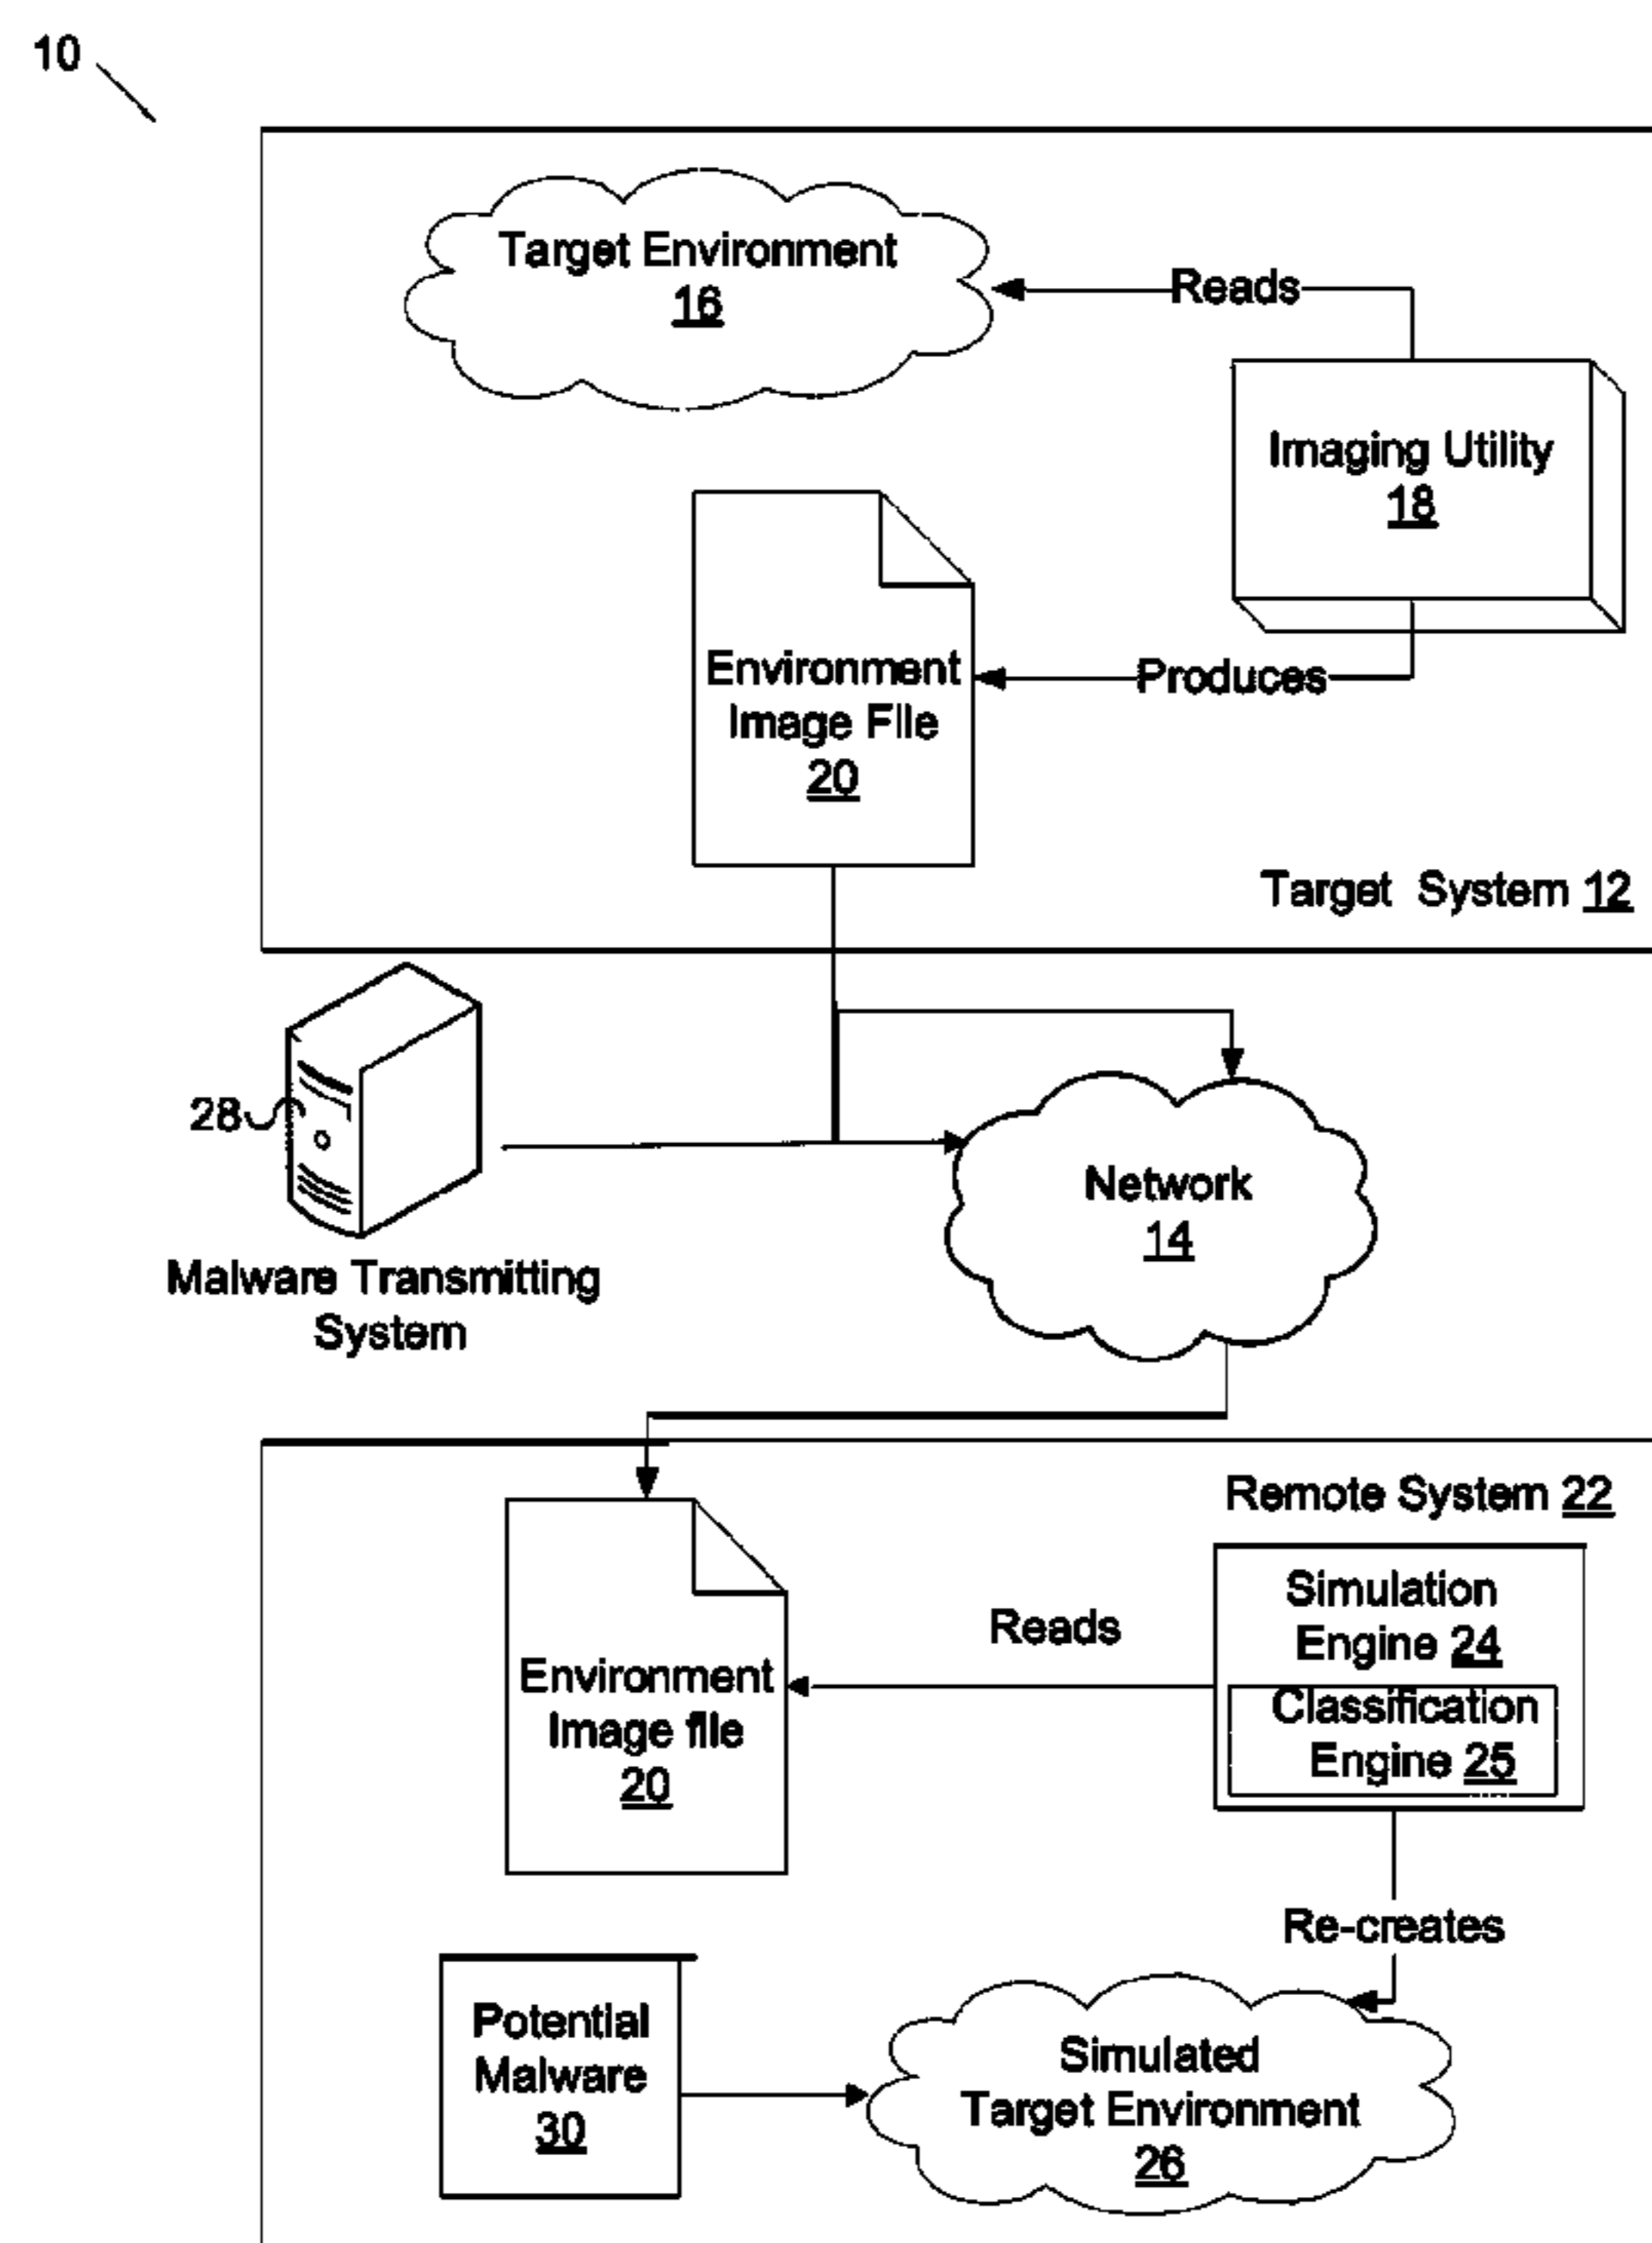 10
Target Environment
16
Reads
Imaging Utility
18
Environment
Image File
20
Produces
Target System 12
28
Malware Transmitting
System
Network
14
Remote System 22
Simulation
Engine 24
Classification
Engine 25
Reads
Environment
Image file
20
Re-creates
Potential
Malware
30
Simulated
Target Environment
26